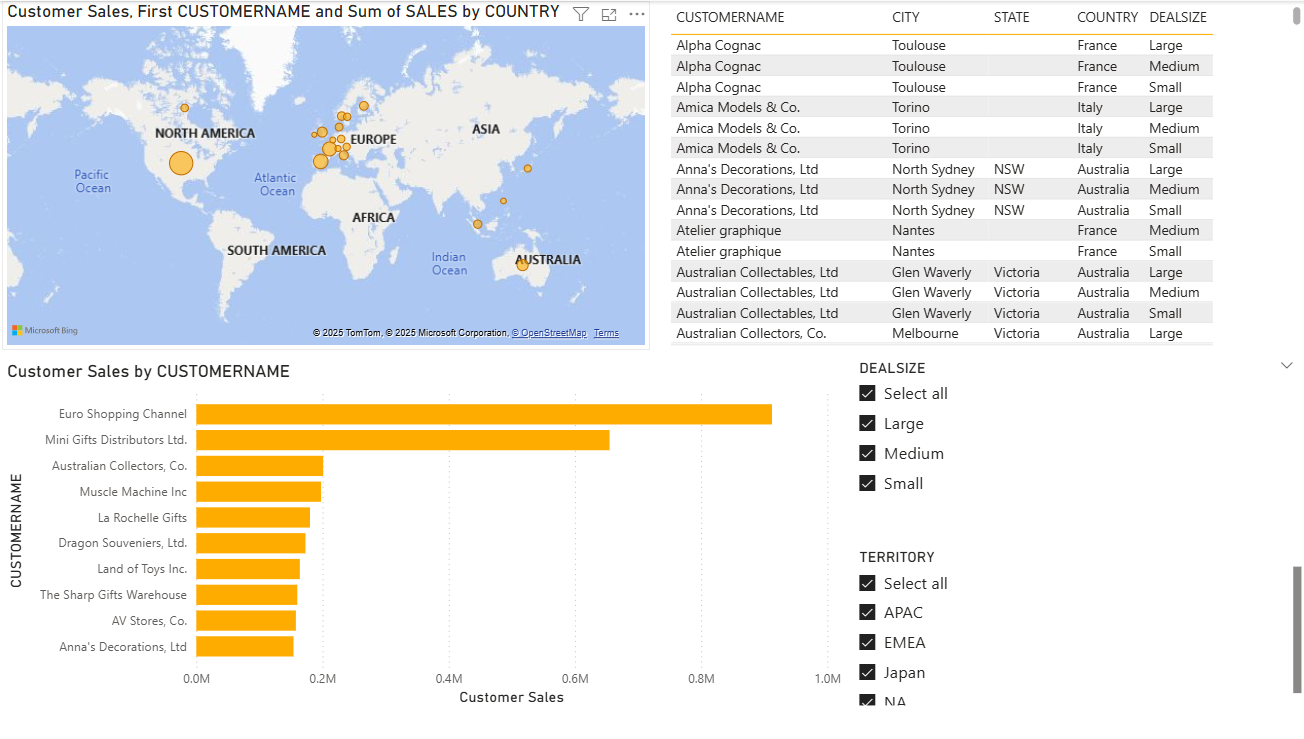 Customer Sales, First CUSTOMERNAME and Sum of SALES by COUNTRY
NORTH AMERICA
EUROPE
ASIA
Pacific
Ocean
Atlantic
Ocean
AFRICA
SOUTH AMERICA
Indian
Ocean
AUSTRALIA
Microsoft Bing
© 2025 TomTom, © 2025 Microsoft Corporation, © OpenStreetMap Terms
CUSTOMERNAME CITY STATE COUNTRY DEALSIZE
Alpha Cognac Toulouse France Large
Alpha Cognac Toulouse France Medium
Alpha Cognac Toulouse France Small
Amica Models & Co. Torino Italy Large
Amica Models & Co. Torino Italy Medium
Amica Models & Co. Torino Italy Small
Anna's Decorations, Ltd North Sydney NSW Australia Large
Anna's Decorations, Ltd North Sydney NSW Australia Medium
Anna's Decorations, Ltd North Sydney NSW Australia Small
Atelier graphique Nantes France Medium
Atelier graphique Nantes France Small
Australian Collectables, Ltd Glen Waverly Victoria Australia Large
Australian Collectables, Ltd Glen Waverly Victoria Australia Medium
Australian Collectables, Ltd Glen Waverly Victoria Australia Small
Australian Collectors, Co. Melbourne Victoria Australia Large
Customer Sales by CUSTOMERNAME
CUSTOMERNAME
Euro Shopping Channel
Mini Gifts Distributors Ltd.
Australian Collectors, Co.
Muscle Machine Inc
La Rochelle Gifts
Dragon Souveniers, Ltd.
Land of Toys Inc.
The Sharp Gifts Warehouse
AV Stores, Co.
Anna's Decorations, Ltd
0.0M 0.2M 0.4M 0.6M 0.8M 1.0M
Customer Sales
DEALSIZE
Select all
Large
Medium
Small
TERRITORY
Select all
APAC
EMEA
Japan
NA